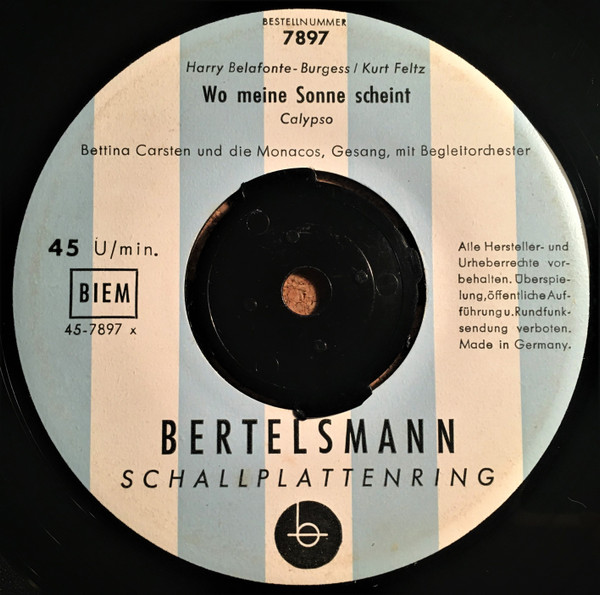 BESTELLNUMMER
7897
Harry Belafonte-Burgess / Kurt Feltz
Wo meine Sonne scheint
Calypso
Bettina Carsten und die Monacos, Gesang, mit Begleitorchester
45 U/min.
BIEM
45-7897 x
Alle Hersteller- und
Urheberrechte vor-
behalten. Überspie-
lung, öffentliche Auf-
führung u. Rundfunk-
sendung verboten.
Made in Germany.
BERTELSMANN
SCHALLPLATTENRING
b